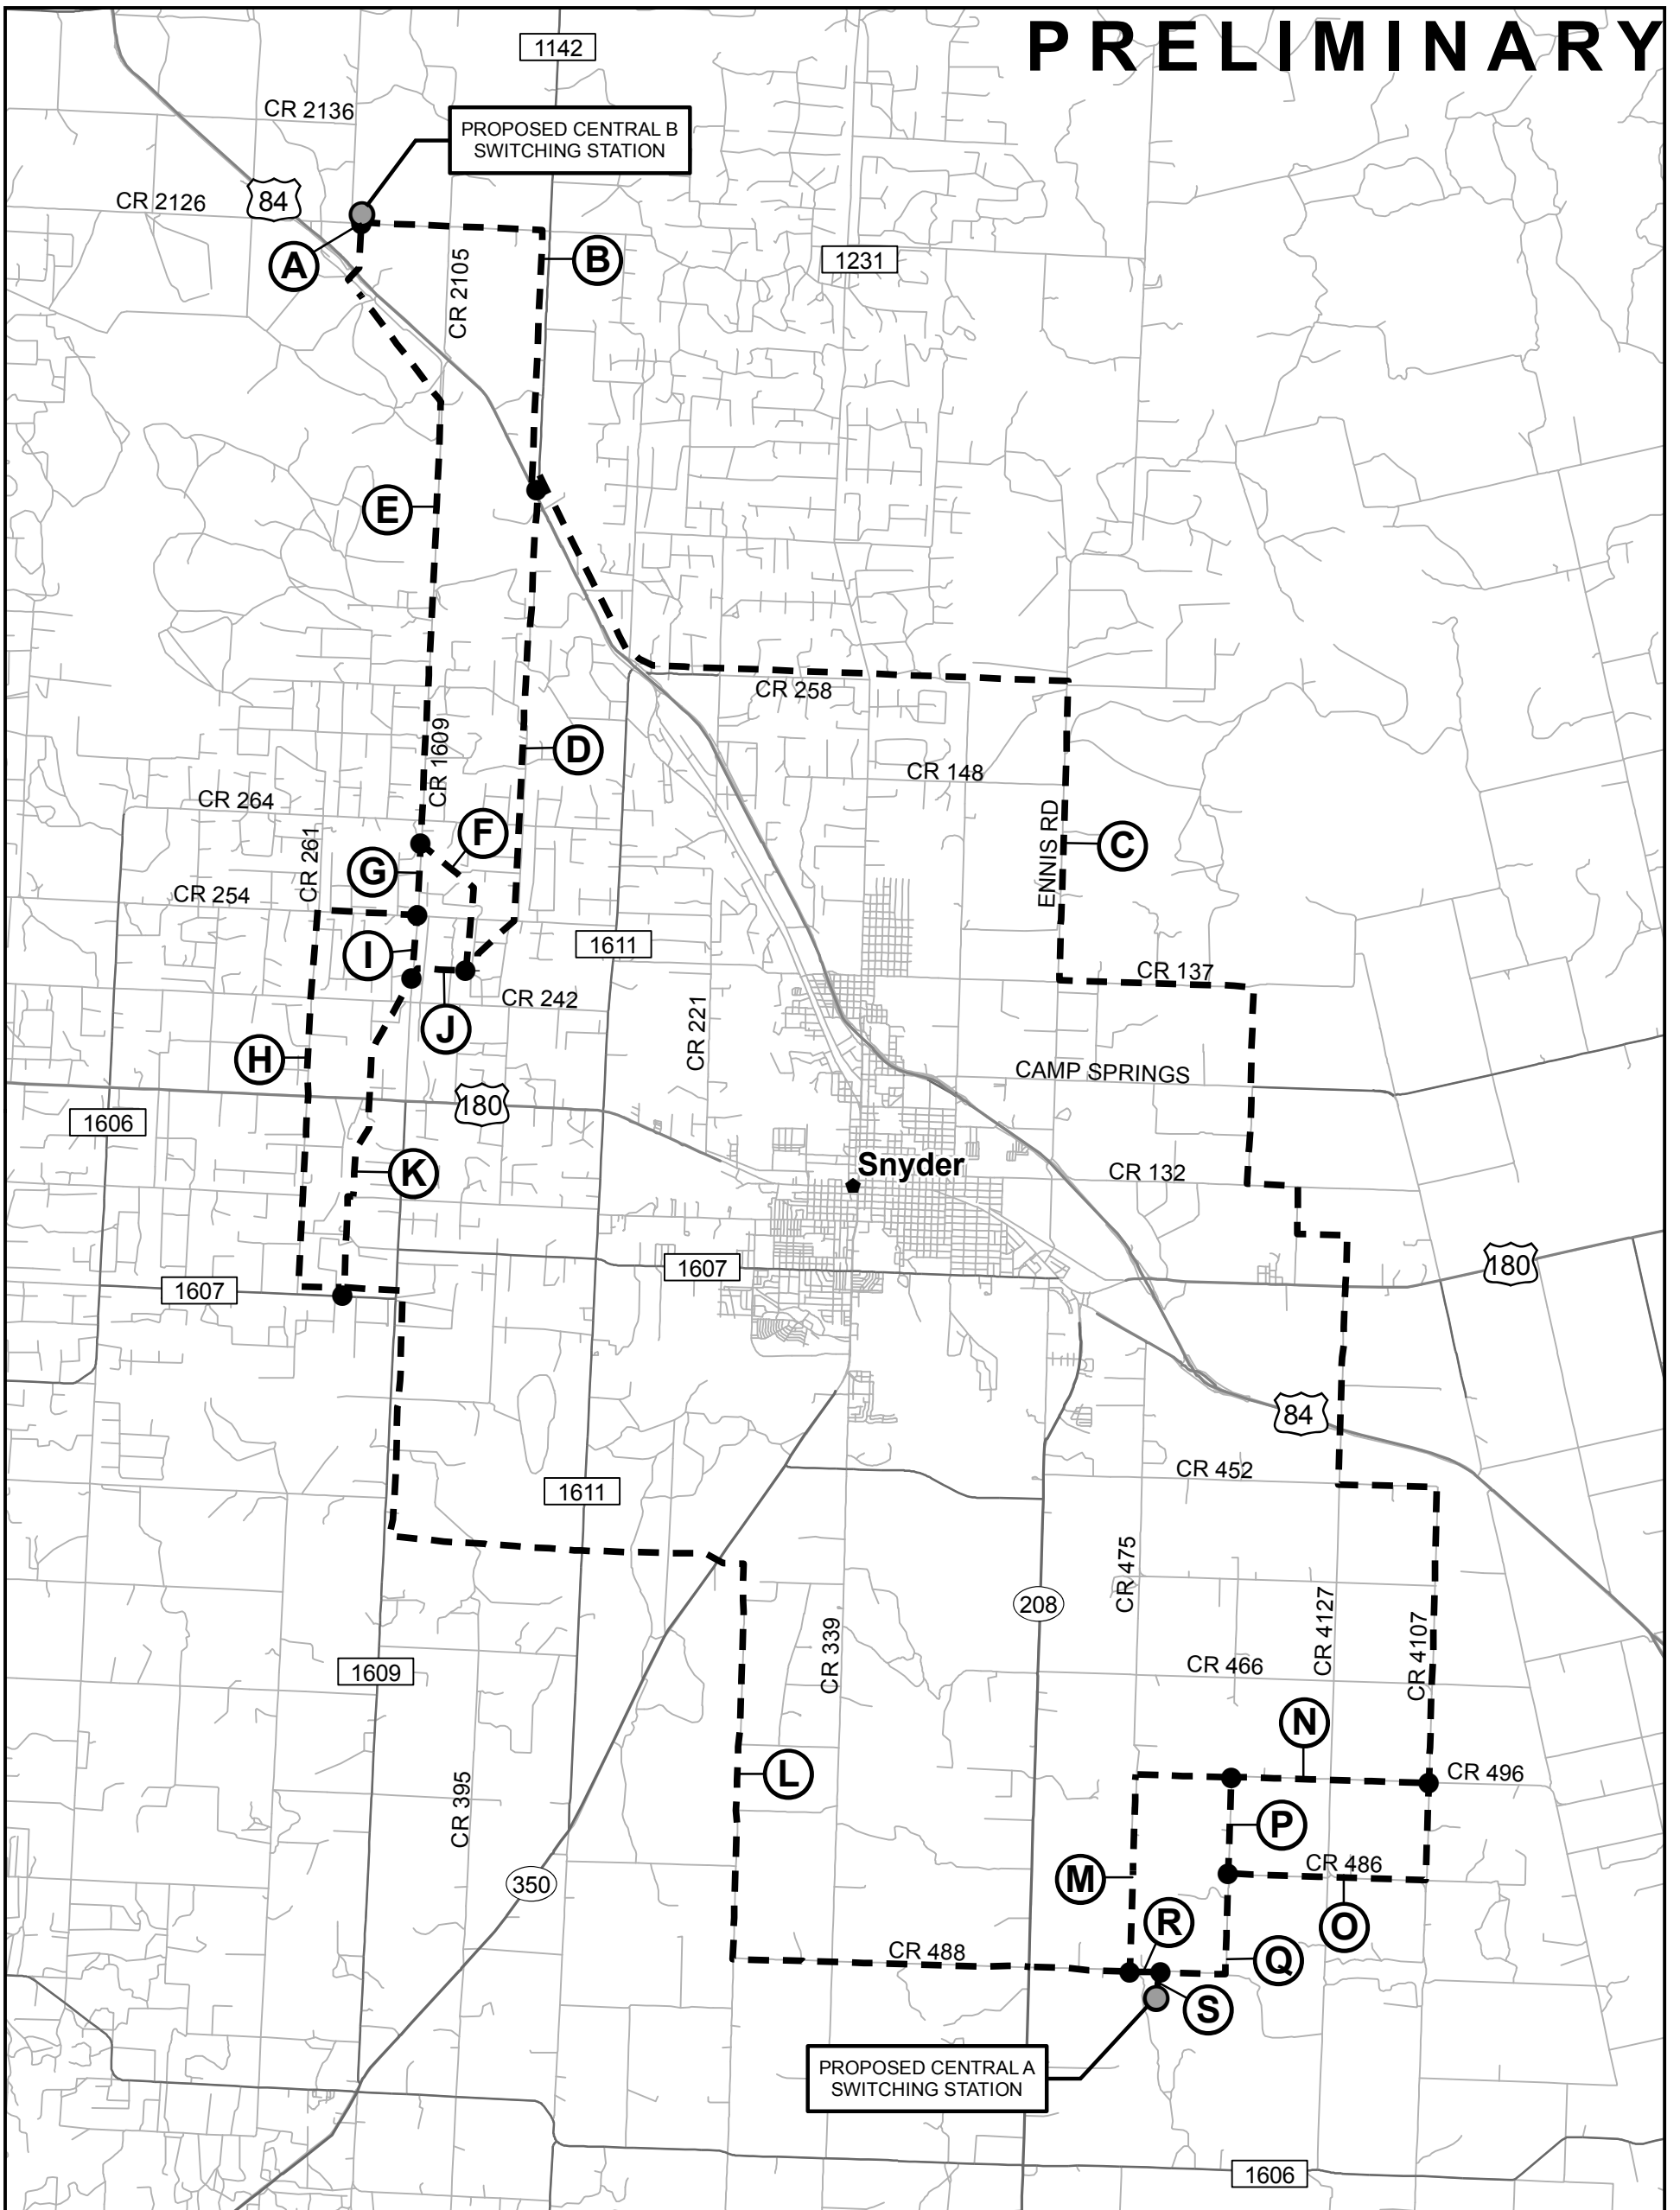 PRELIMINARY
1142
CR 2136
PROPOSED CENTRAL B
SWITCHING STATION
84
CR 2126
A
B
1231
CR 2105
E
CR 258
CR 1609
D
CR 148
CR 264
F
ENNIS RD
C
CR 261
G
CR 254
1611
I
CR 137
CR 242
J
CR 221
H
CAMP SPRINGS
180
1606
K
Snyder
CR 132
180
1607
1607
84
CR 452
1611
CR 475
208
CR 4127
CR 339
CR 4107
1609
CR 466
N
L
CR 496
CR 395
P
M
CR 486
350
R
O
CR 488
Q
S
PROPOSED CENTRAL A
SWITCHING STATION
1606